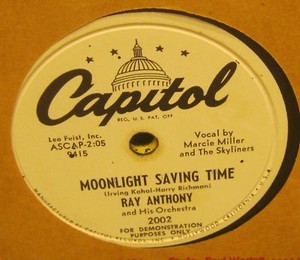 Capitol
REG. U.S. PAT. OFF
Leo Feist, Inc.
ASCAP-2:05
9415
Vocal by
Marcie Miller
and The Skyliners
MOONLIGHT SAVING TIME
(Irving Kahal-Harry Richman)
RAY ANTHONY
and His Orchestra
2002
FOR DEMONSTRATION
PURPOSES ONLY